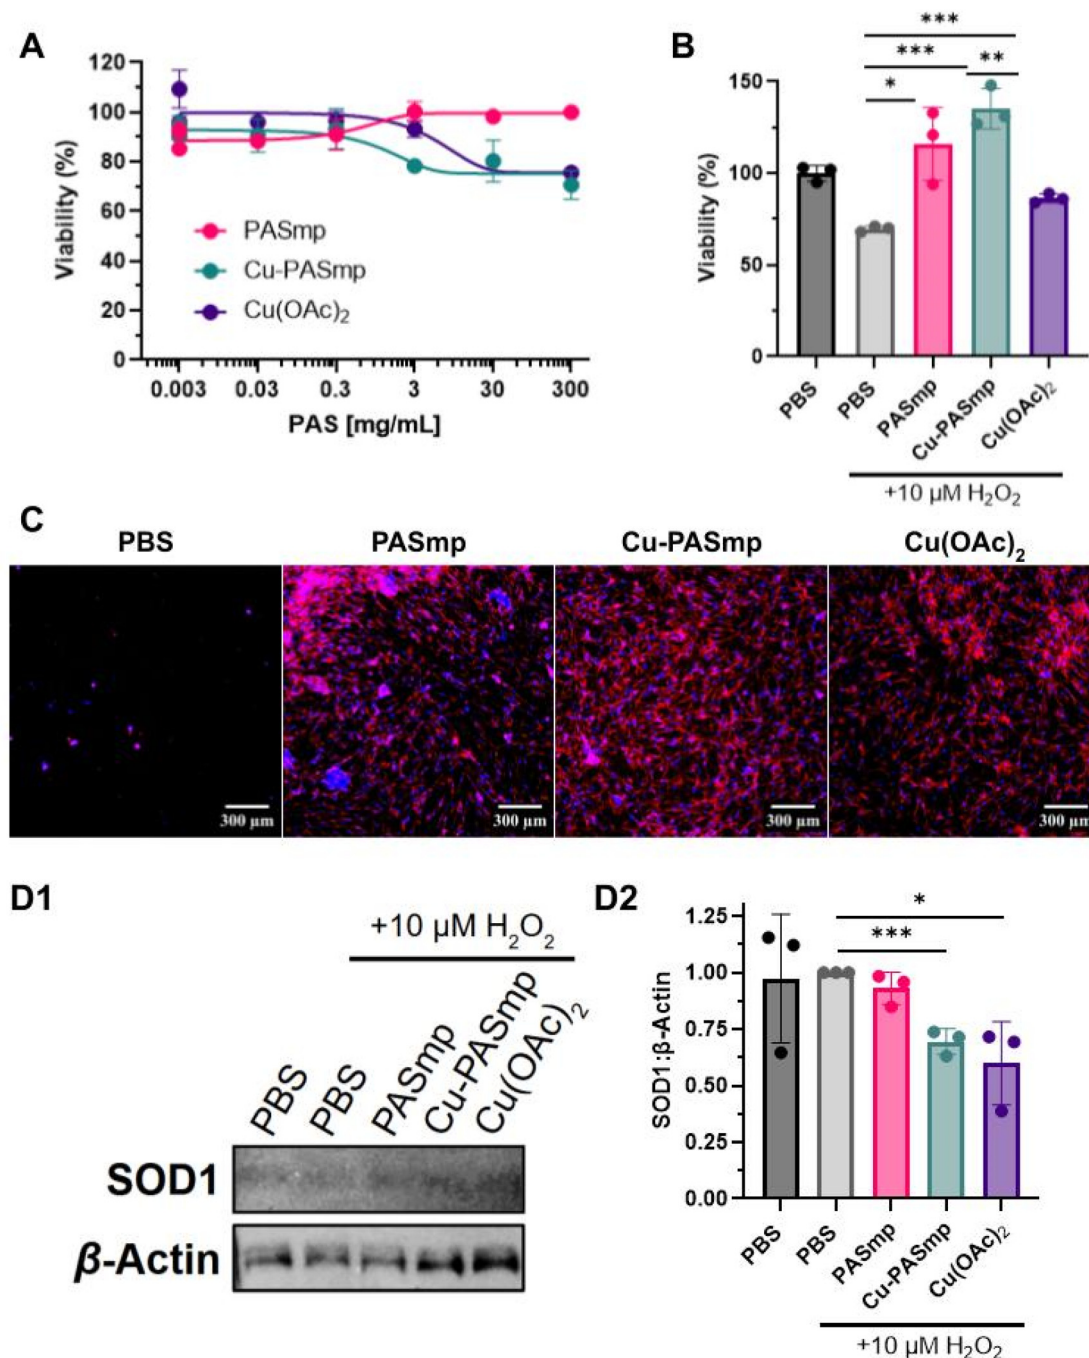 A
120
100
80
60
40
20
0
Viability (%)
PASmp
Cu-PASmp
Cu(OAc)₂
0.003 0.03 0.3 3 30 300
PAS [mg/mL]
B
***
***
**
*
150
100
50
0
Viability (%)
PBS PBS PASmp Cu-PASmp Cu(OAc)₂
+10 µM H₂O₂
C
PBS PASmp Cu-PASmp Cu(OAc)₂
300 µm 300 µm 300 µm 300 µm
D1
+10 µM H₂O₂
PBS PBS PASmp Cu-PASmp Cu(OAc)₂
SOD1
β-Actin
D2
*
***
1.25
1.00
0.75
0.50
0.25
0.00
SOD1:β-Actin
PBS PBS PASmp Cu-PASmp Cu(OAc)₂
+10 µM H₂O₂